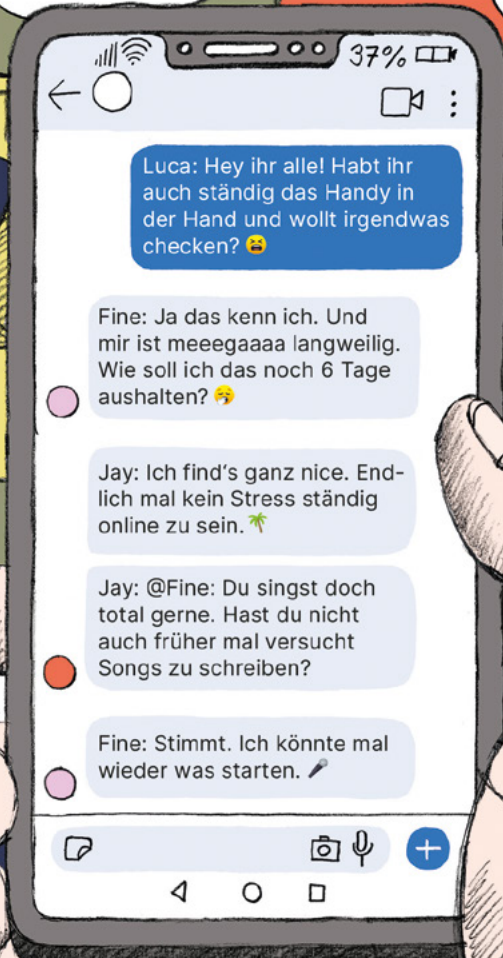 37%
Luca: Hey ihr alle! Habt ihr
auch ständig das Handy in
der Hand und wollt irgendwas
checken? 😫
Fine: Ja das kenn ich. Und
mir ist meeegaaaa langweilig.
Wie soll ich das noch 6 Tage
aushalten? 🥱
Jay: Ich find‘s ganz nice. End-
lich mal kein Stress ständig
online zu sein. 🌴
Jay: @Fine: Du singst doch
total gerne. Hast du nicht
auch früher mal versucht
Songs zu schreiben?
Fine: Stimmt. Ich könnte mal
wieder was starten. 🎤